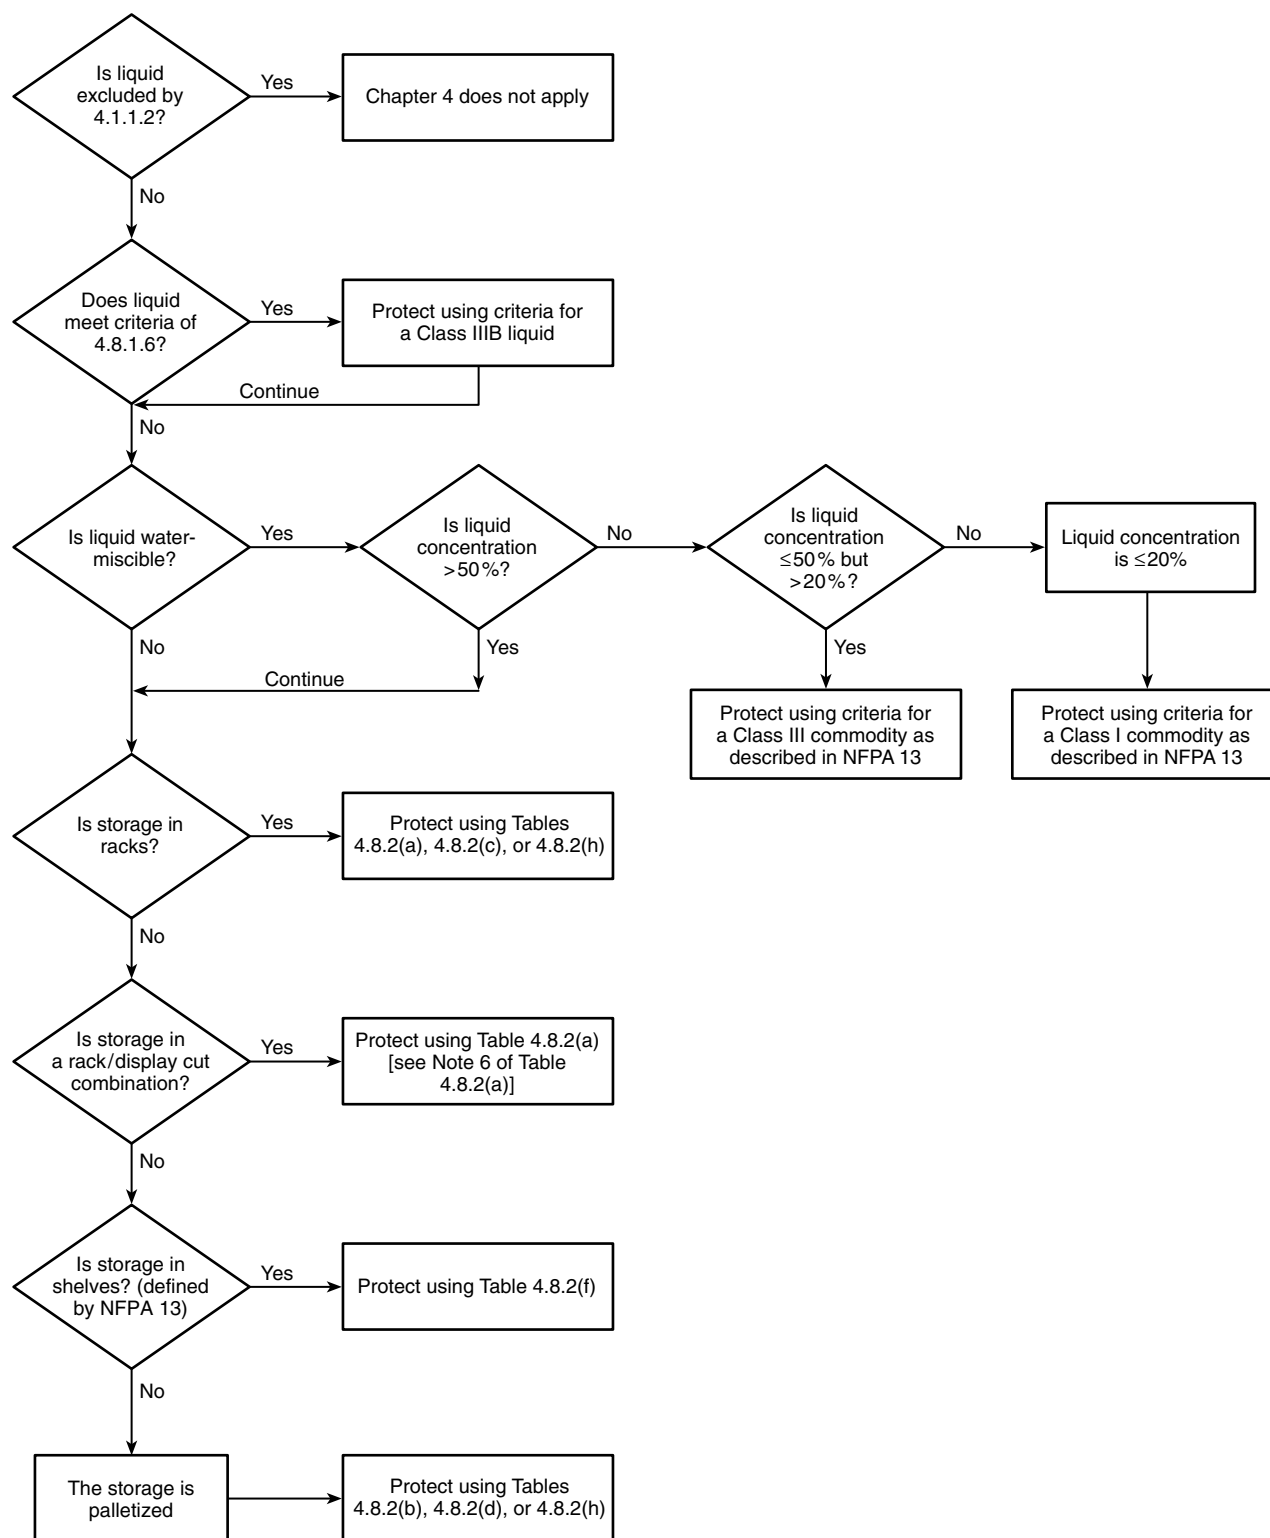 Is liquid
excluded by
4.1.1.2?
Yes
Chapter 4 does not apply
No
Does liquid
meet criteria of
4.8.1.6?
Yes
Protect using criteria for
a Class IIIB liquid
Continue
No
Is liquid water-
miscible?
Yes
Is liquid
concentration
>50%?
No
Is liquid
concentration
≤50% but
>20%?
No
Liquid concentration
is ≤20%
No
Yes
Yes
Continue
Protect using criteria for
a Class III commodity as
described in NFPA 13
Protect using criteria for
a Class I commodity as
described in NFPA 13
Is storage in
racks?
Yes
Protect using Tables
4.8.2(a), 4.8.2(c), or 4.8.2(h)
No
Is storage in
a rack/display cut
combination?
Yes
Protect using Table 4.8.2(a)
[see Note 6 of Table
4.8.2(a)]
No
Is storage in
shelves? (defined
by NFPA 13)
Yes
Protect using Table 4.8.2(f)
No
The storage is
palletized
Protect using Tables
4.8.2(b), 4.8.2(d), or 4.8.2(h)